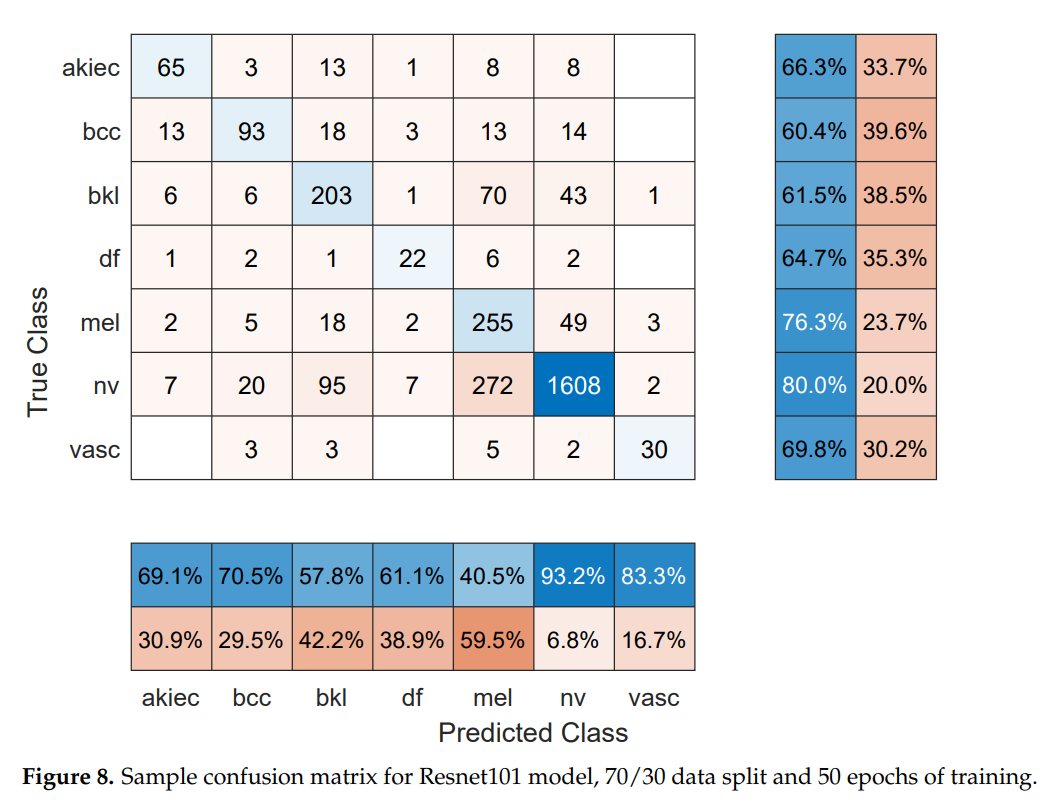 akiec 65 3 13 1 8 8 66.3% 33.7%
bcc 13 93 18 3 13 14 60.4% 39.6%
bkl 6 6 203 1 70 43 1 61.5% 38.5%
df 1 2 1 22 6 2 64.7% 35.3%
mel 2 5 18 2 255 49 3 76.3% 23.7%
nv 7 20 95 7 272 1608 2 80.0% 20.0%
vasc 3 3 5 2 30 69.8% 30.2%
True Class
69.1% 70.5% 57.8% 61.1% 40.5% 93.2% 83.3%
30.9% 29.5% 42.2% 38.9% 59.5% 6.8% 16.7%
akiec bcc bkl df mel nv vasc
Predicted Class
Figure 8. Sample confusion matrix for Resnet101 model, 70/30 data split and 50 epochs of training.